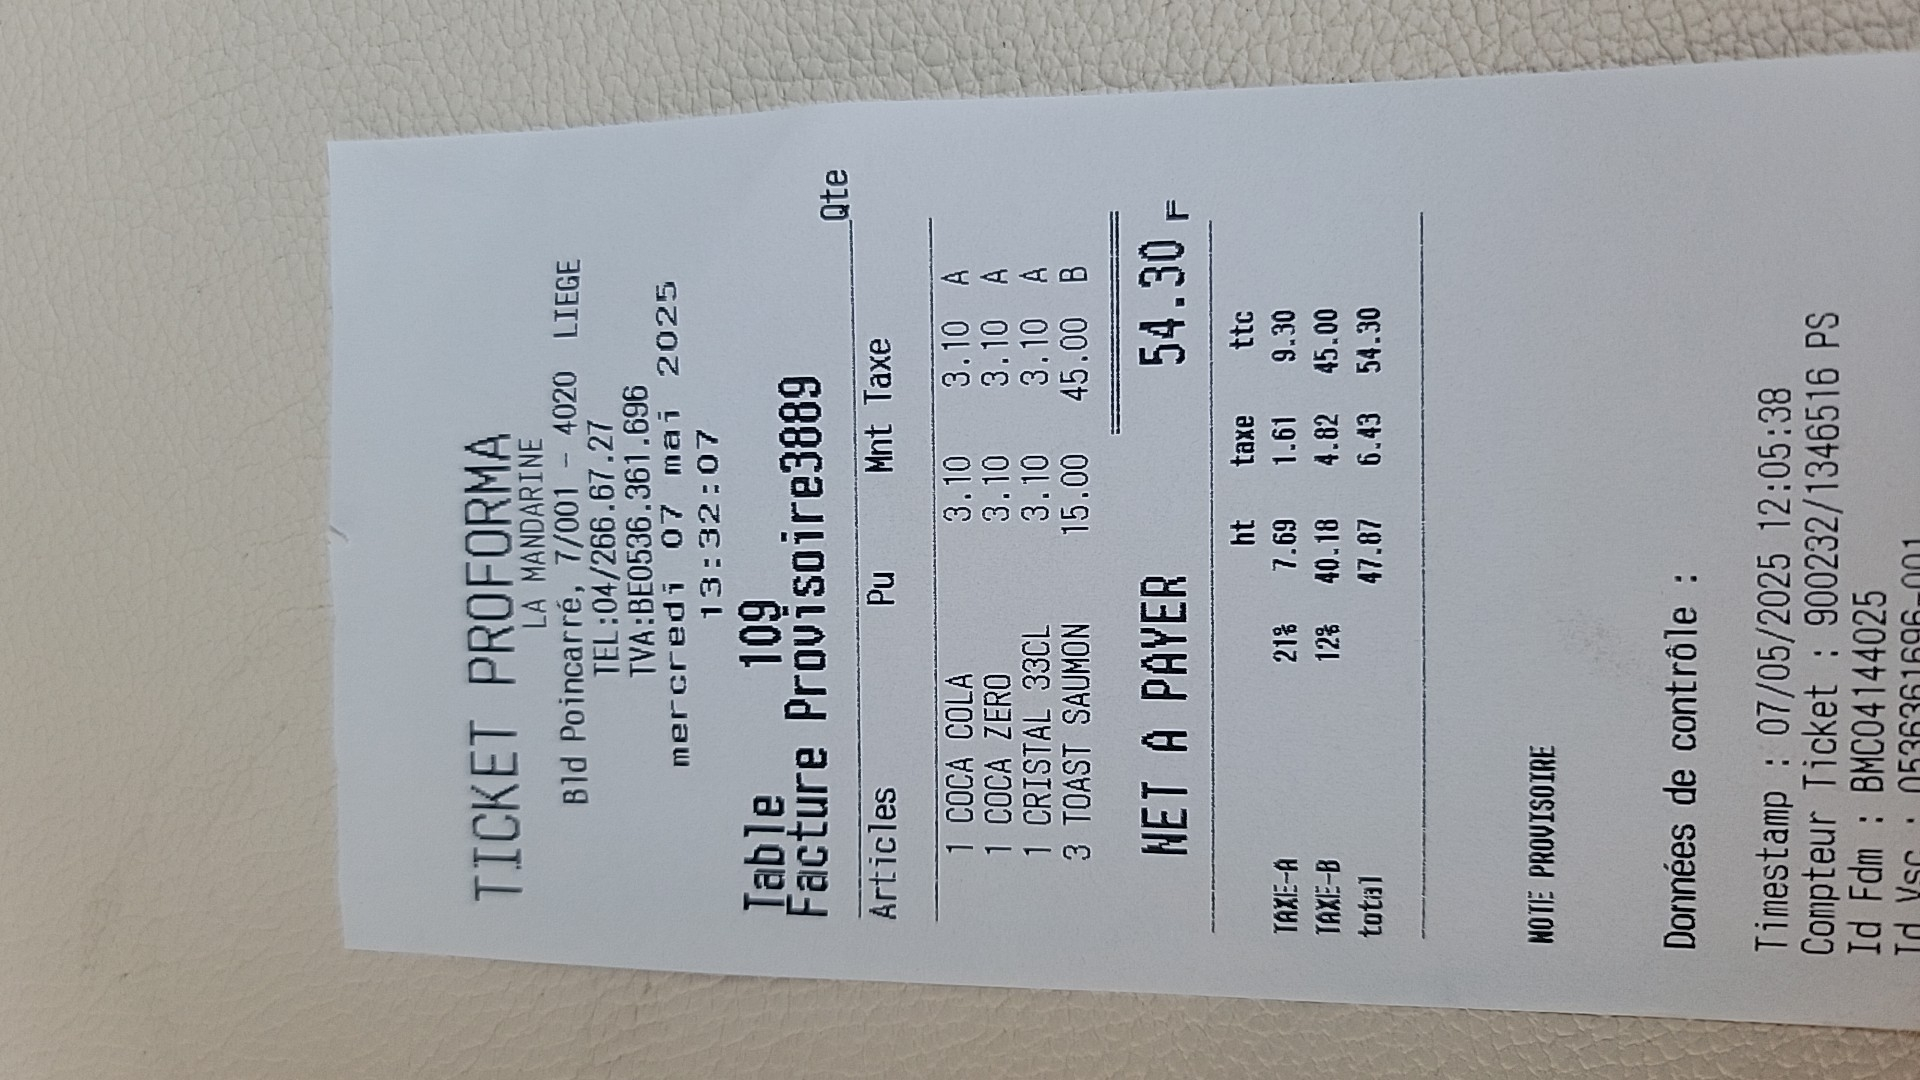 TICKET PROFORMA
LA MANDARINE
Bld Poincarré, 7/001 - 4020 LIEGE
TEL:04/266.67.27
TVA:BE0536.361.696
mercredi 07 mai 2025
13:32:07
Table 109
Facture Provisoire3889
Qte
Articles Pu Mnt Taxe
1 COCA COLA 3.10 3.10 A
1 COCA ZERO 3.10 3.10 A
1 CRISTAL 33CL 3.10 3.10 A
3 TOAST SAUMON 15.00 45.00 B
NET A PAYER 54.30 F
ht taxe ttc
TAXE-A 21% 7.69 1.61 9.30
TAXE-B 12% 40.18 4.82 45.00
total 47.87 6.43 54.30
NOTE PROVISOIRE
Données de contrôle :
Timestamp : 07/05/2025 12:05:38
Compteur Ticket : 900232/1346516 PS
Id Fdm : BMC04144025
Id Vsc : 0536361696-001